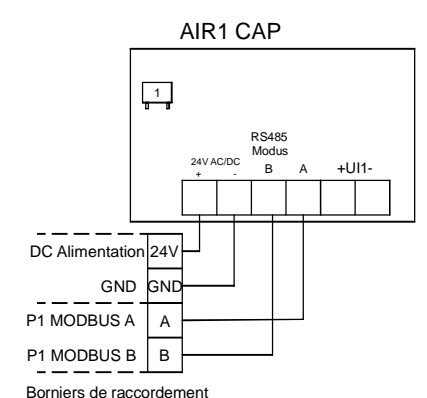 AIR1 CAP
1
RS485
Modus
24V AC/DC
+ - B A +UI1-
DC Alimentation 24V
GND GND
P1 MODBUS A A
P1 MODBUS B B
Borniers de raccordement